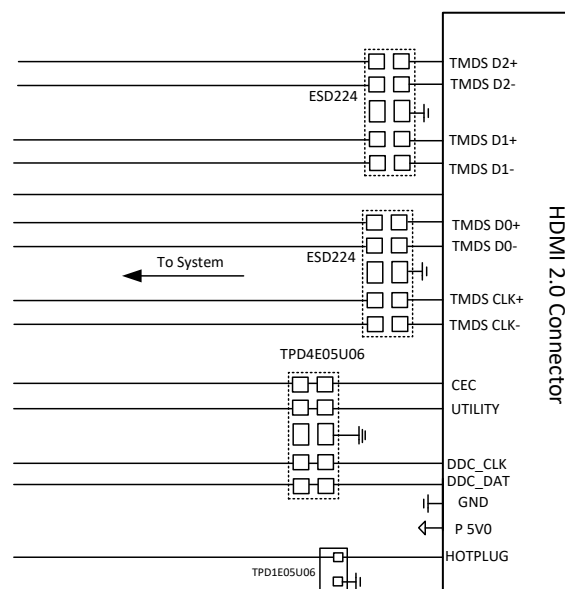 TMDS D2+
TMDS D2-
ESD224
TMDS D1+
TMDS D1-
TMDS D0+
TMDS D0-
ESD224
To System
TMDS CLK+
TMDS CLK-
HDMI 2.0 Connector
TPD4E05U06
CEC
UTILITY
DDC_CLK
DDC_DAT
GND
P 5V0
HOTPLUG
TPD1E05U06